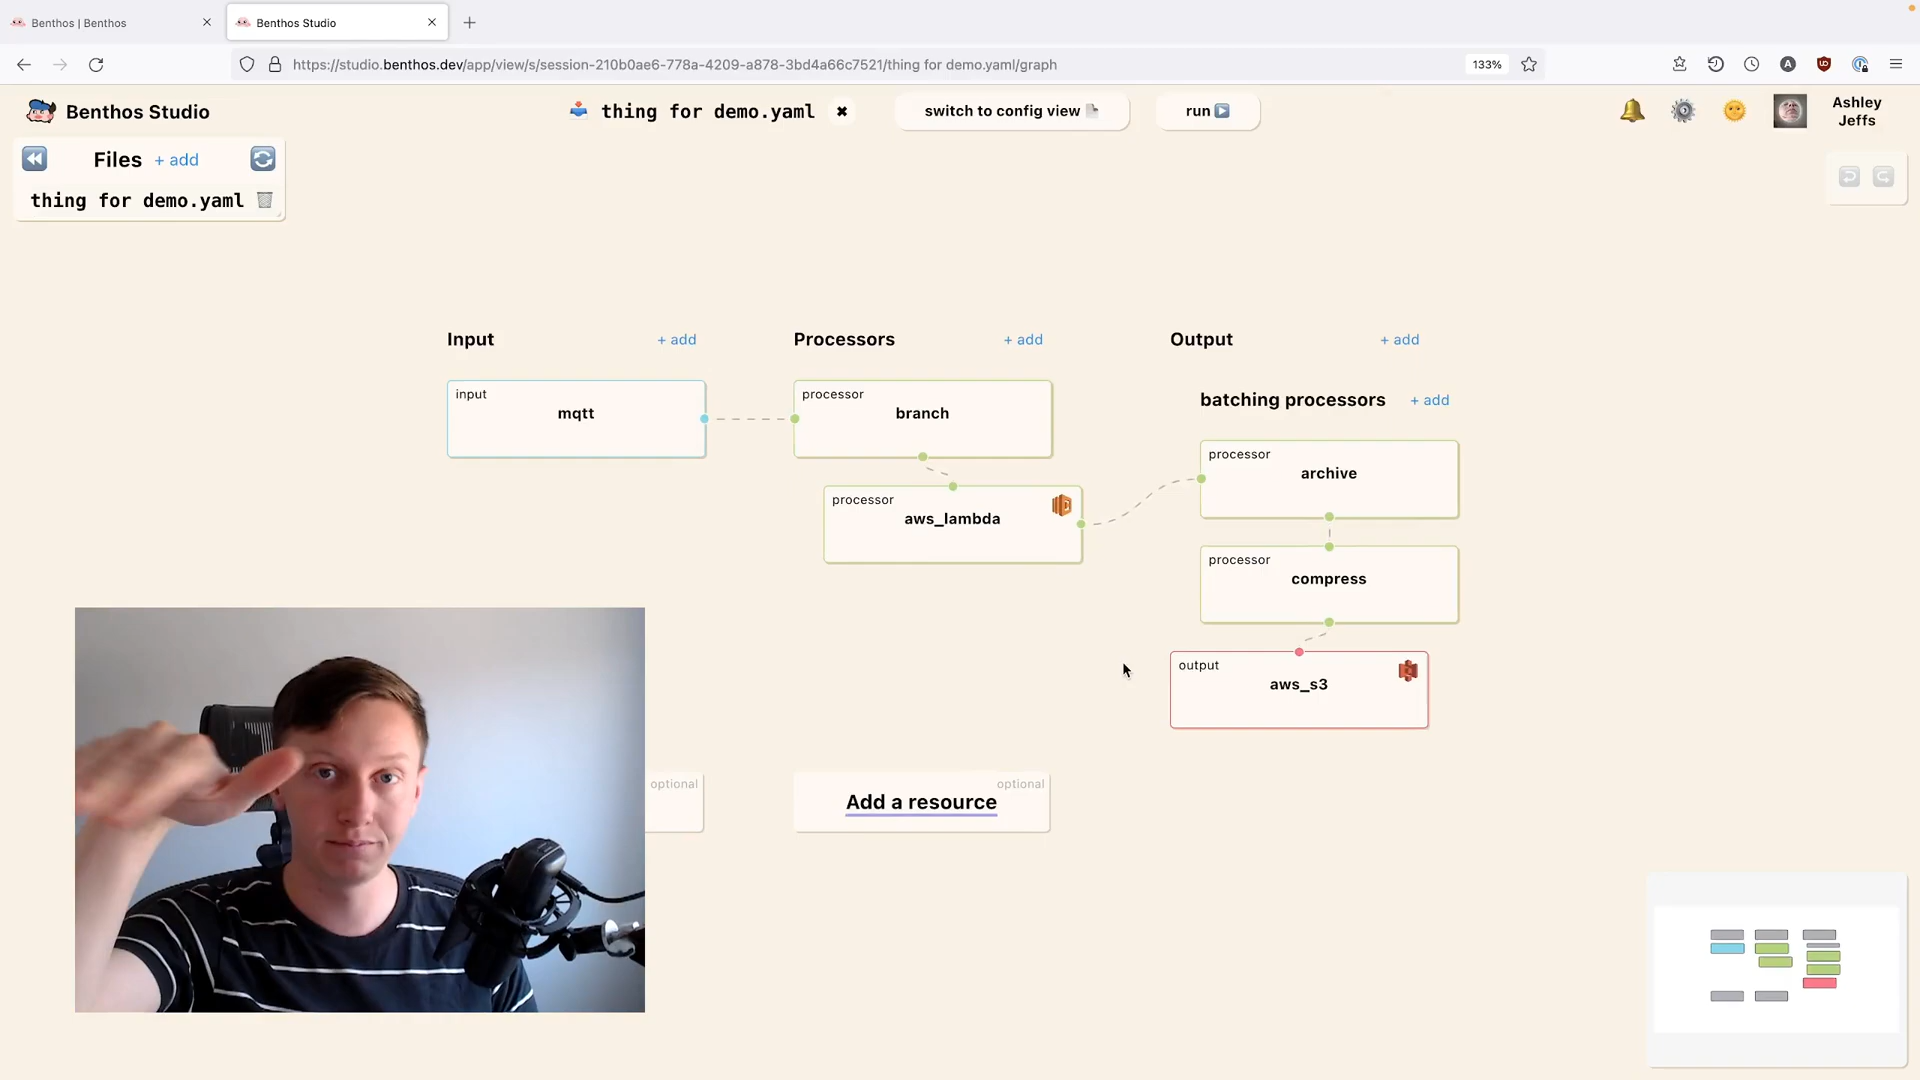 Benthos | Benthos
Benthos Studio
https://studio.benthos.dev/app/view/s/session-210b0ae6-778a-4209-a878-3bd4a66c7521/thing for demo.yaml/graph
133%
A
Benthos Studio
thing for demo.yaml
switch to config view
run
Ashley
Jeffs
Files + add
thing for demo.yaml
Input + add
Processors + add
Output + add
input
mqtt
processor
branch
batching processors + add
processor
aws_lambda
processor
archive
processor
compress
output
aws_s3
optional
optional
Add a resource